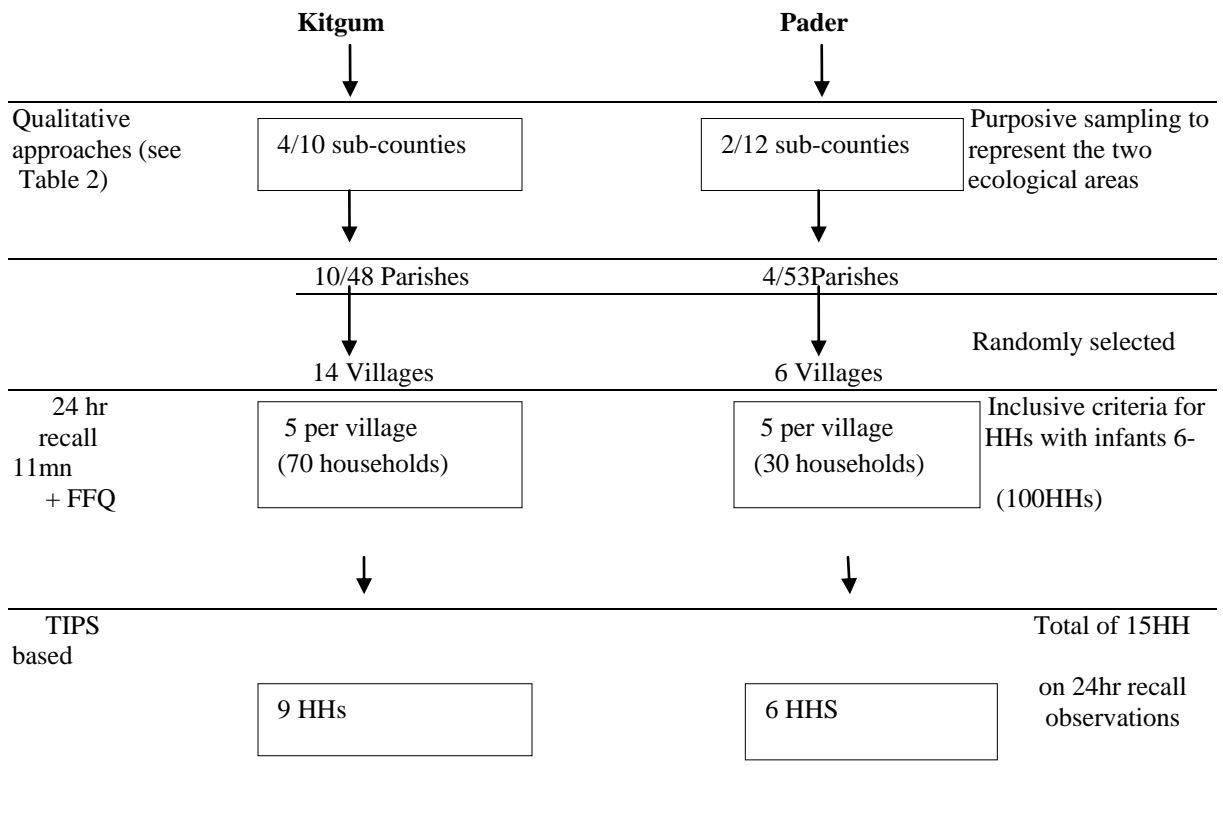 Kitgum
Pader
Qualitative
approaches (see
Table 2)
4/10 sub-counties
2/12 sub-counties
Purposive sampling to
represent the two
ecological areas
10/48 Parishes
4/53Parishes
Randomly selected
14 Villages
6 Villages
24 hr
recall
11mn
+ FFQ
5 per village
(70 households)
5 per village
(30 households)
Inclusive criteria for
HHs with infants 6-
(100HHs)
TIPS
based
Total of 15HH
on 24hr recall
observations
9 HHs
6 HHS